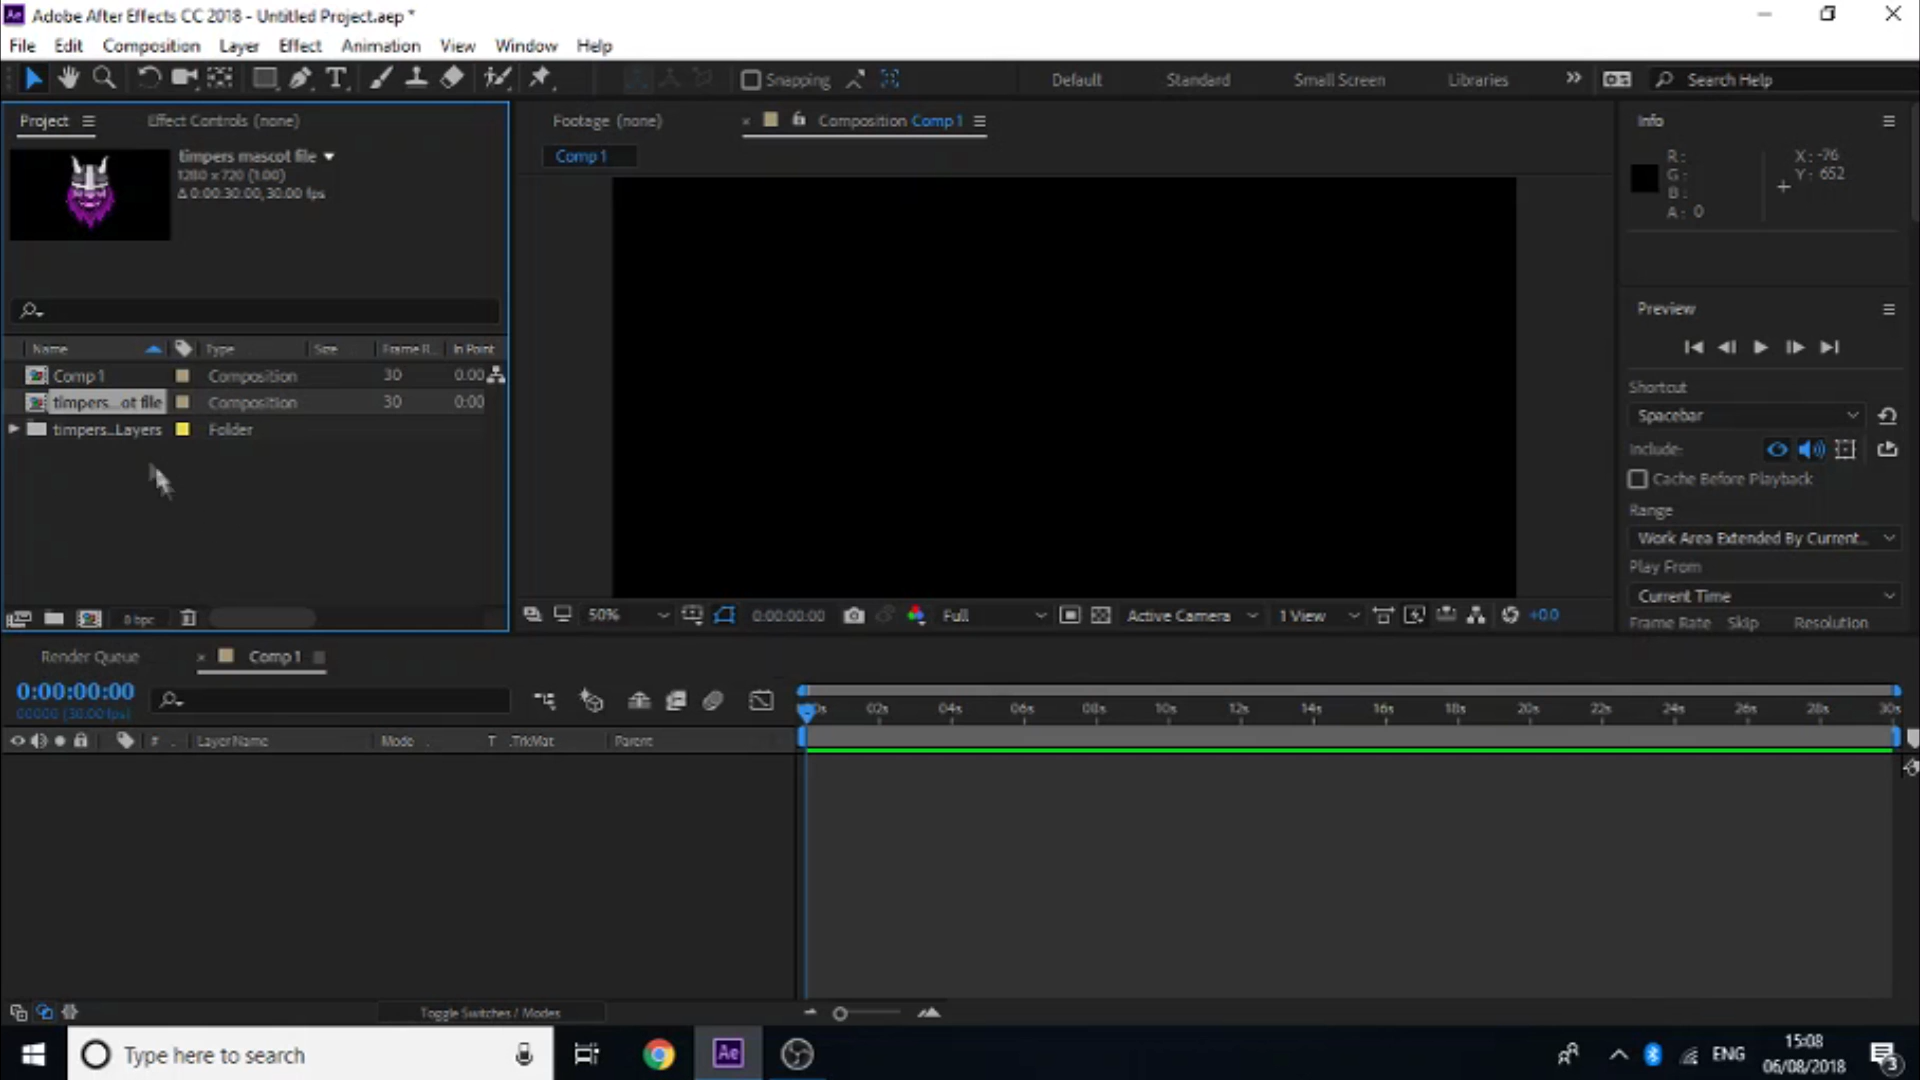 Adobe After Effects CC 2018 - Untitled Project.aep *
File Edit Composition Layer Effect Animation View Window Help
Snapping Default Standard Small Screen Libraries Search Help
Project Effect Controls (none) Footage (none) Composition Comp 1 Info
timpers mascot file
1280 x 720 (1.00)
Δ 0:00:30:00, 30.00 fps
Comp 1
R:
G:
B:
A: 0
X: -76
Y: 652
Preview
Name Type Size Frame R... In Point
Comp 1 Composition 30 0:00
timpers...ot file Composition 30 0:00
timpers...Layers Folder
Shortcut
Spacebar
Include:
Cache Before Playback
Range
Work Area Extended By Current...
Play From
Current Time
Frame Rate Skip Resolution
8 bpc
50% 0:00:00:00 Full Active Camera 1 View +0.0
Render Queue Comp 1
0:00:00:00
00000 (30.00 fps)
0s 02s 04s 06s 08s 10s 12s 14s 16s 18s 20s 22s 24s 26s 28s 30s
# Layer Name Mode T .TrkMat Parent
Toggle Switches / Modes
Type here to search
Ae
ENG
15:08
06/08/2018
3